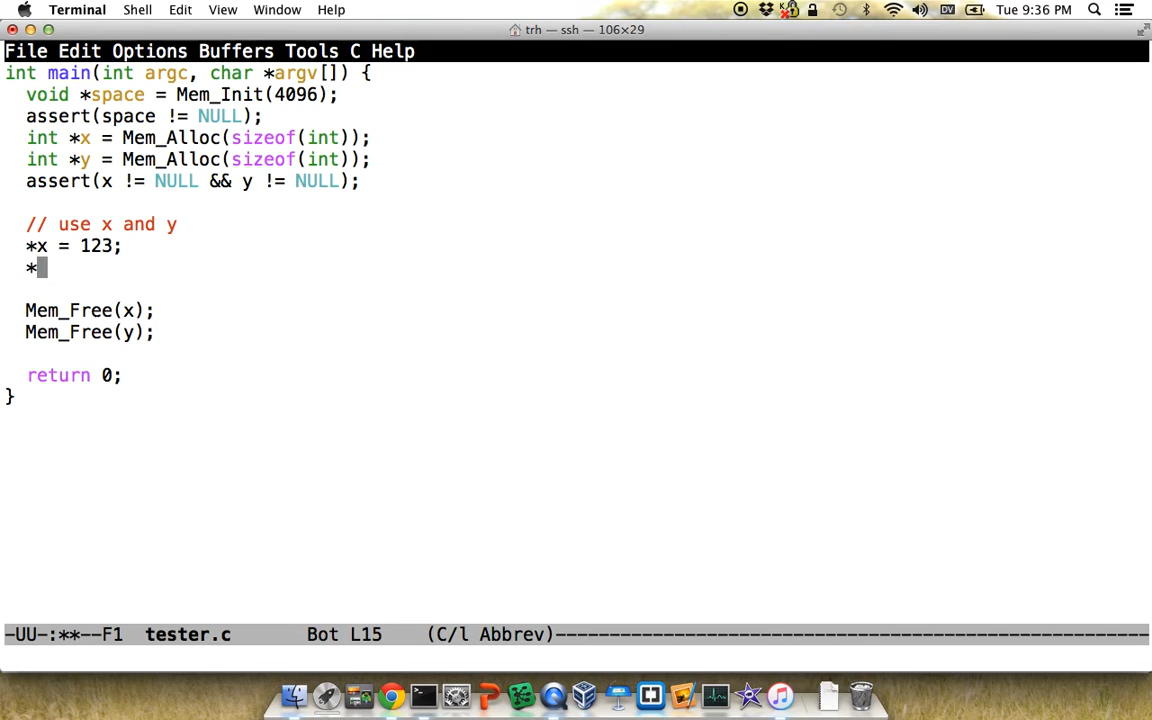 Terminal Shell Edit View Window Help Tue 9:36 PM
trh — ssh — 106×29
File Edit Options Buffers Tools C Help
int main(int argc, char *argv[]) {
  void *space = Mem_Init(4096);
  assert(space != NULL);
  int *x = Mem_Alloc(sizeof(int));
  int *y = Mem_Alloc(sizeof(int));
  assert(x != NULL && y != NULL);
  // use x and y
  *x = 123;
  *
  Mem_Free(x);
  Mem_Free(y);
  return 0;
}
-UU-:**--F1  tester.c       Bot L15    (C/l Abbrev)-------------------------------------------------------